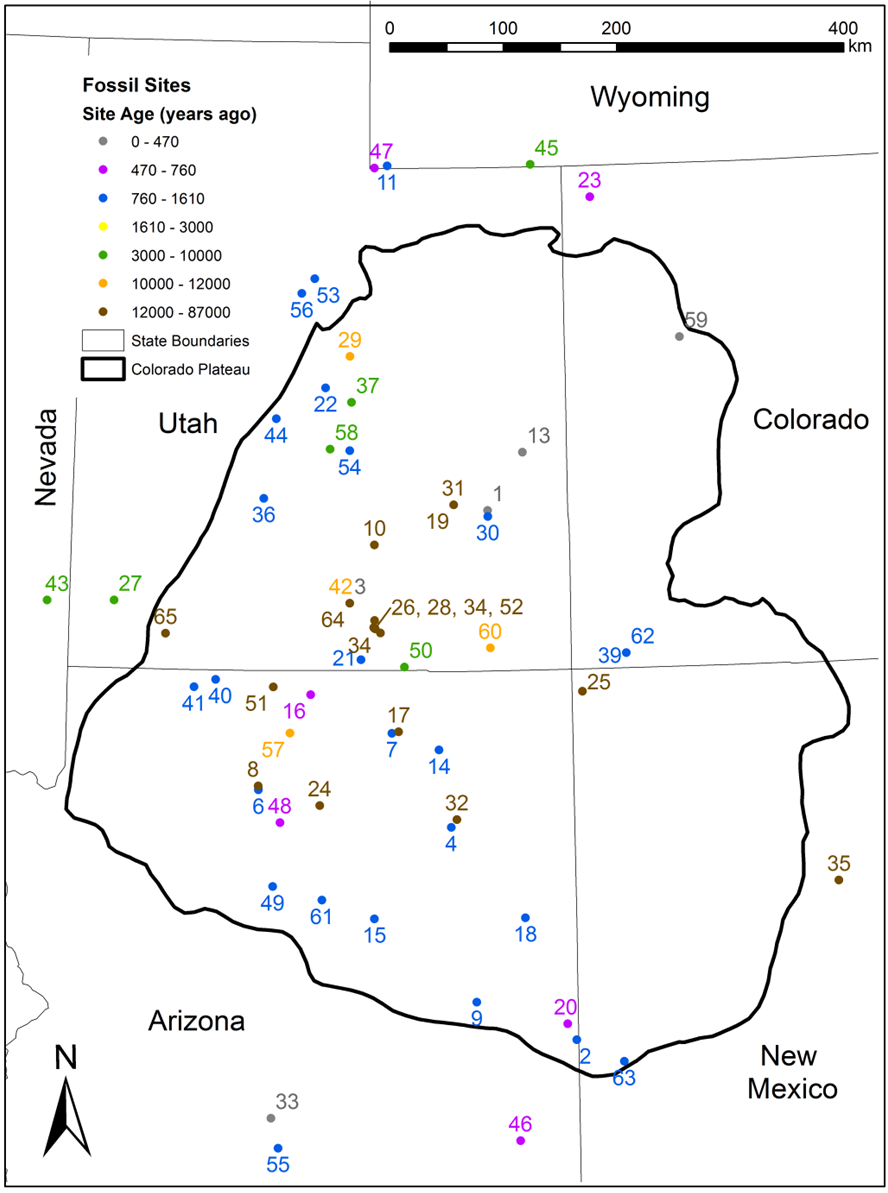 0 100 200 400
km
Fossil Sites
Site Age (years ago)
0 - 470
470 - 760
760 - 1610
1610 - 3000
3000 - 10000
10000 - 12000
12000 - 87000
State Boundaries
Colorado Plateau
Wyoming
47
45
11
23
53
56
59
29
37
22
Nevada
Utah
44
58
54
Colorado
13
31
1
19
36
30
10
43
27
42
3
26, 28, 34, 52
65
64
60
62
34
21
50
39
41
40
51
16
25
17
57
7
14
8
6
24
48
32
4
35
49
61
15
18
20
9
Arizona
2
N
New
Mexico
63
33
46
55